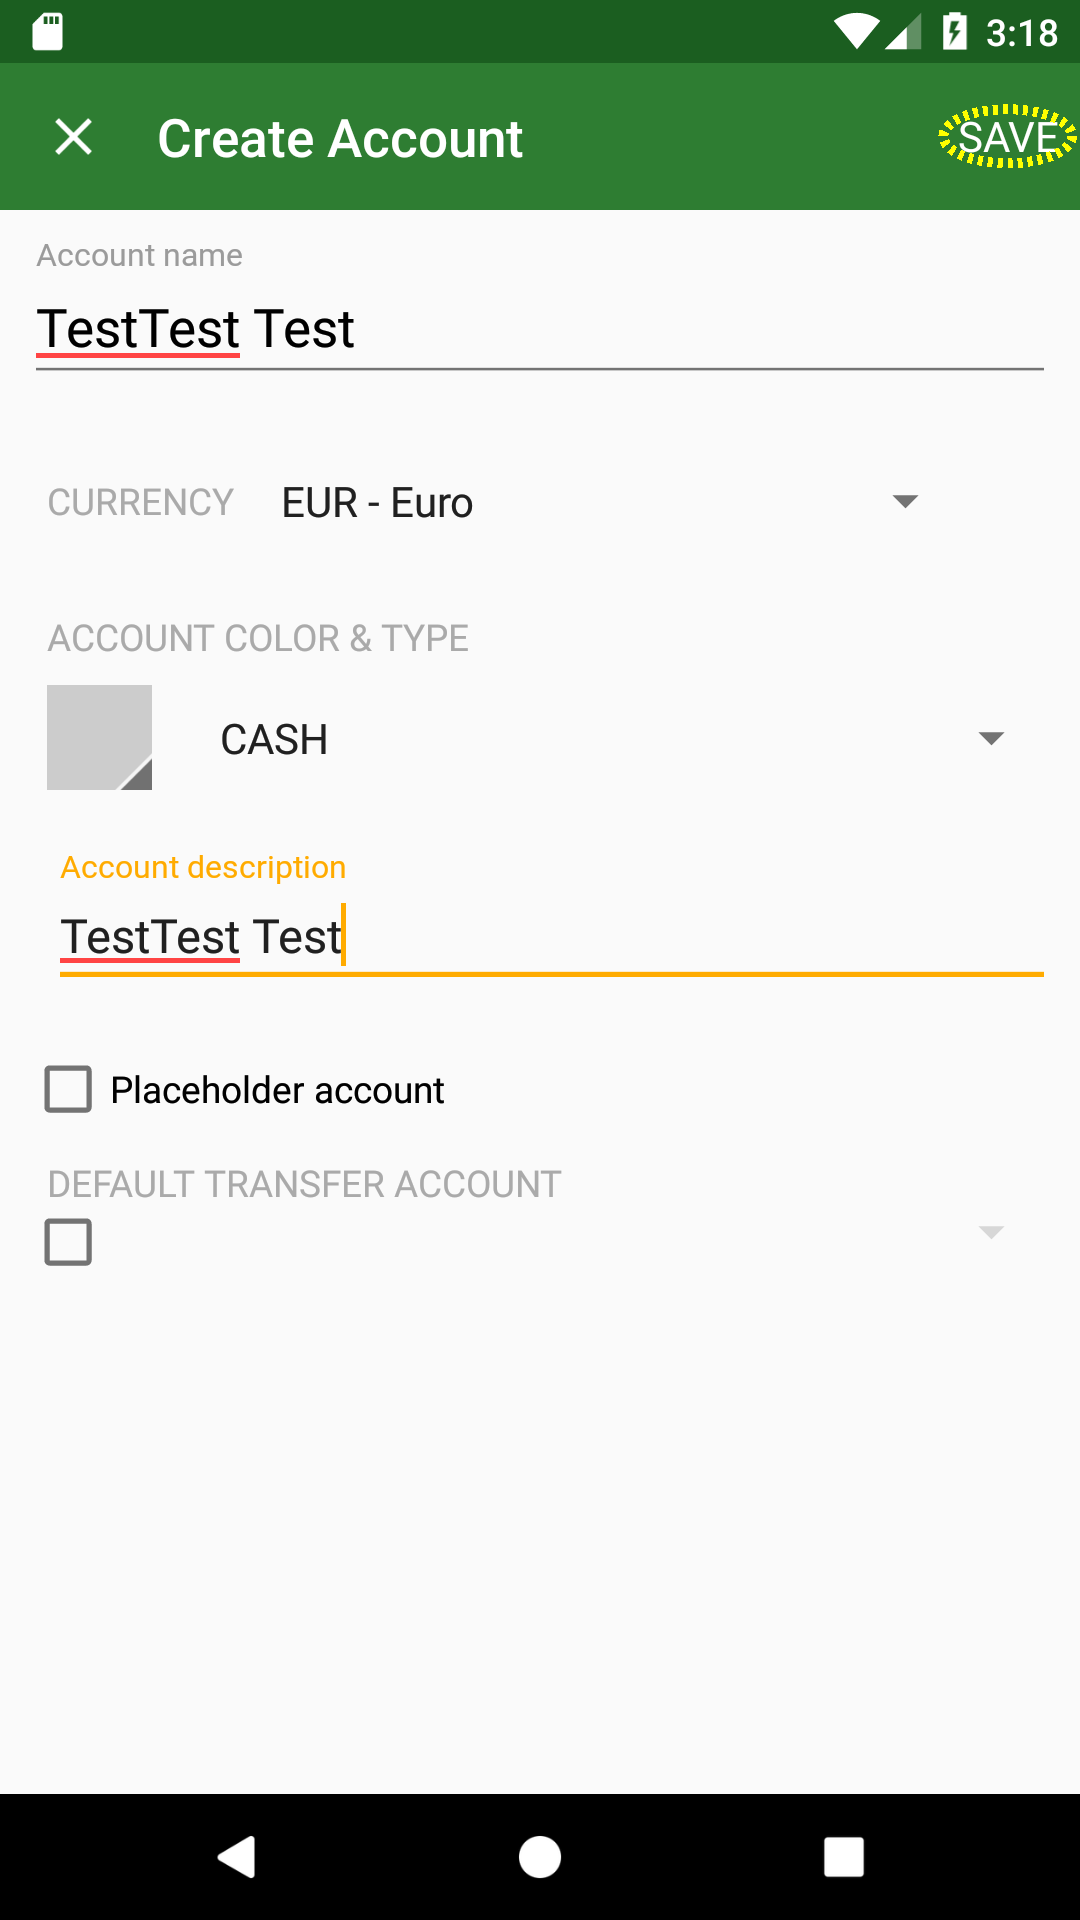 3:18
Create Account
SAVE
Account name
TestTest Test
CURRENCY EUR - Euro
ACCOUNT COLOR & TYPE
CASH
Account description
TestTest Test
Placeholder account
DEFAULT TRANSFER ACCOUNT